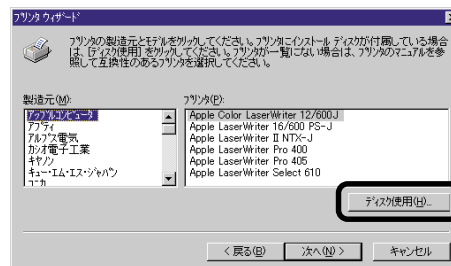 プリンタ ウィザード
プリンタの製造元とモデルをクリックしてください。プリンタにインストール ディスクが付属している場合
は、[ディスク使用] をクリックしてください。プリンタが一覧にない場合は、プリンタのマニュアルを参
照して互換性のあるプリンタを選択してください。
製造元(M):
アップルコンピュータ
アプティ
アルプス電気
カシオ電子工業
キヤノン
キュー・エム・エス・ジャパン
コニカ
プリンタ(P):
Apple Color LaserWriter 12/600J
Apple LaserWriter 16/600 PS-J
Apple LaserWriter II NTX-J
Apple LaserWriter Pro 400
Apple LaserWriter Pro 405
Apple LaserWriter Select 610
ディスク使用(H)...
< 戻る(B)
次へ(N) >
キャンセル